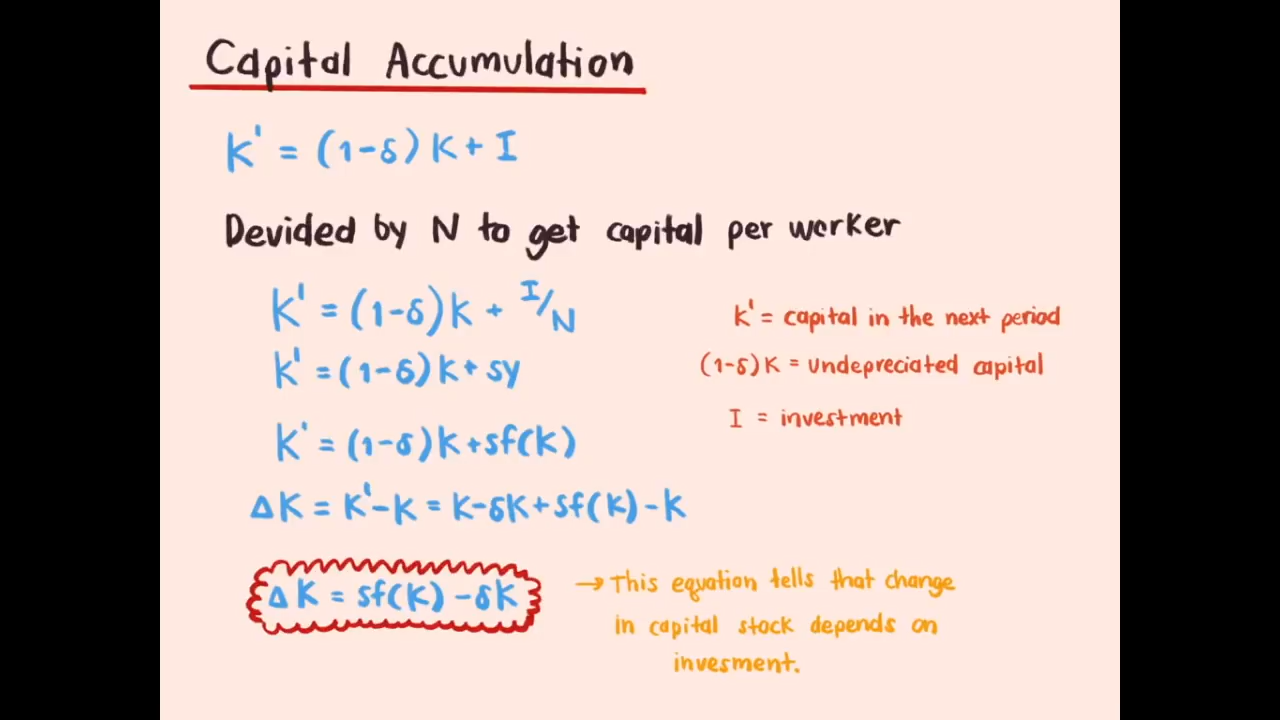 Capital Accumulation
K' = (1-δ) K + I
Devided by N to get capital per worker
K' = (1-δ) k + I/N
K' = capital in the next period
K' = (1-δ) k + sy
(1-δ) K = undepreciated capital
K' = (1-δ) k + sf(k)
I = investment
Δ K = K' - K = K - δK + sf(k) - k
Δ K = sf(K) - δK
→ This equation tells that change
in capital stock depends on
invesment.